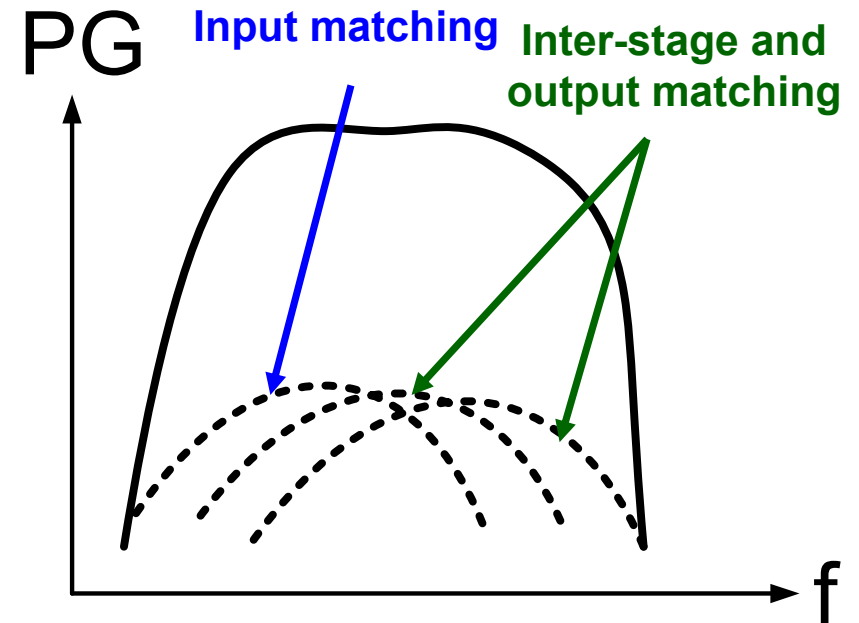 PG
Input matching
Inter-stage and
output matching
f